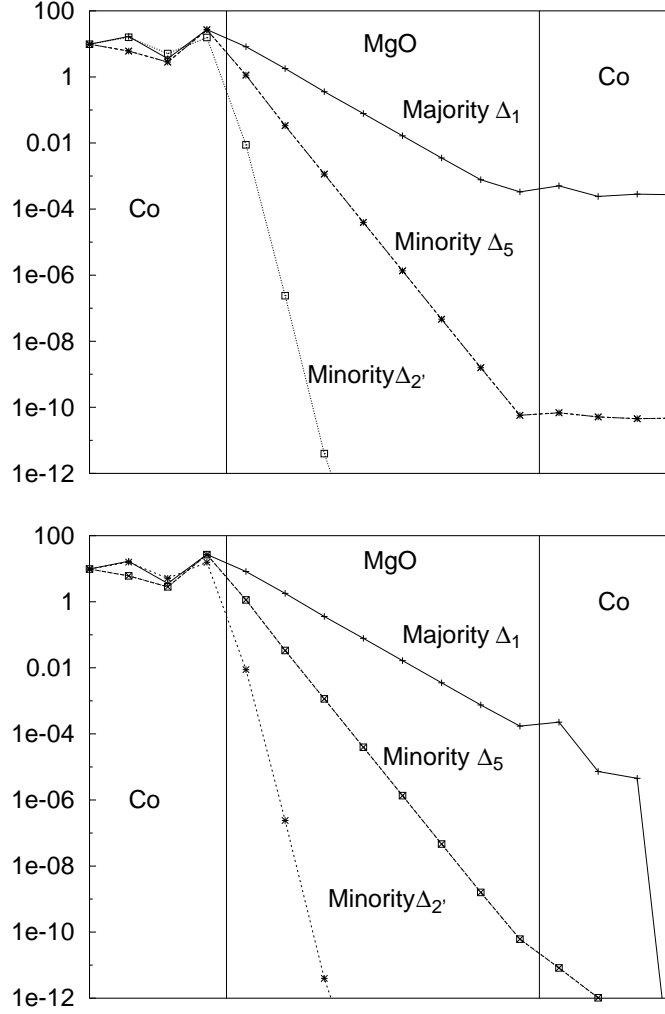 100
1
0.01
1e-04
1e-06
1e-08
1e-10
1e-12
MgO
Co
Co
Majority Δ1
Minority Δ5
Minority Δ2'
100
1
0.01
1e-04
1e-06
1e-08
1e-10
1e-12
MgO
Co
Co
Majority Δ1
Minority Δ5
Minority Δ2'